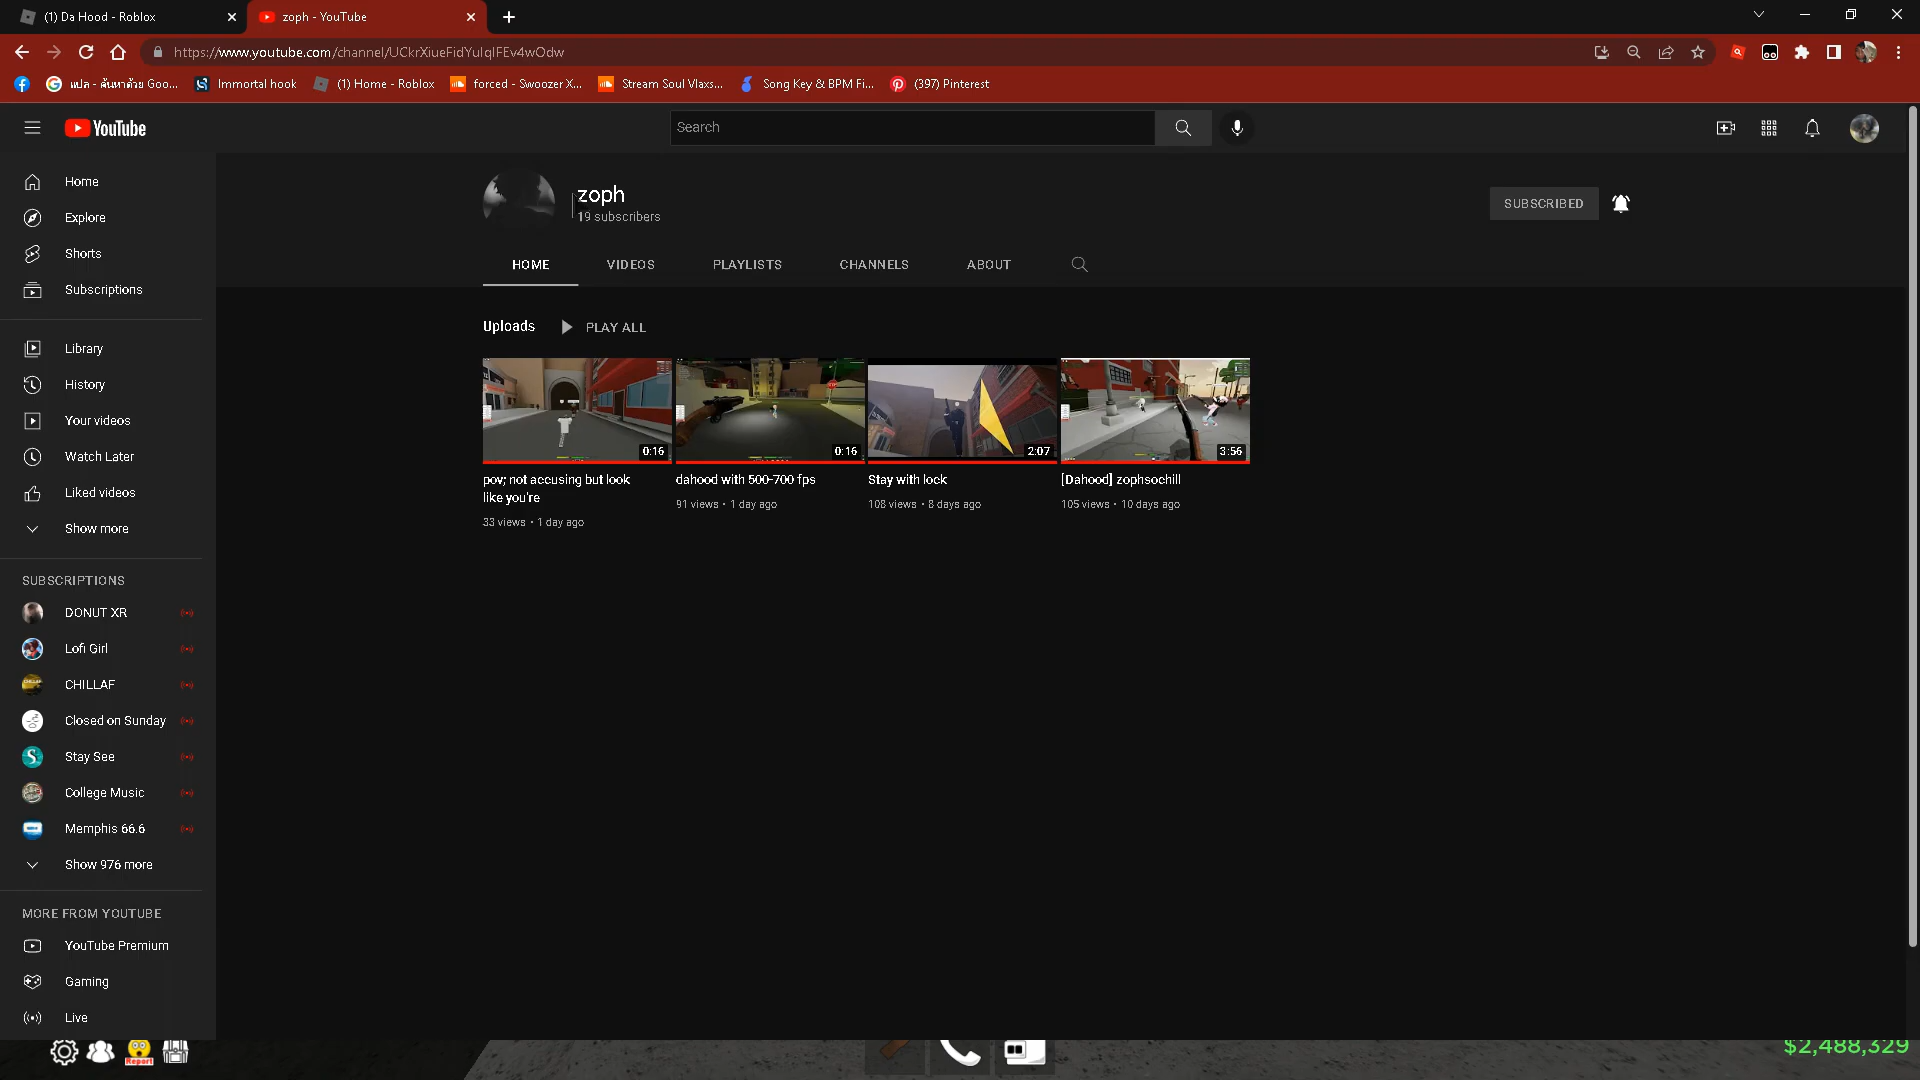 (1) Da Hood - Roblox
zoph - YouTube
https://www.youtube.com/channel/UCkrXiueFidYulqIFEv4wOdw
แปล - ค้นหาด้วย Goo...
Immortal hook
(1) Home - Roblox
forced - Swoozer X...
Stream Soul Vlaxs...
Song Key & BPM Fi...
(397) Pinterest
YouTube
Search
Home
Explore
Shorts
Subscriptions
Library
History
Your videos
Watch Later
Liked videos
Show more
SUBSCRIPTIONS
DONUT XR
Lofi Girl
CHILLAF
Closed on Sunday
Stay See
College Music
Memphis 66.6
Show 976 more
MORE FROM YOUTUBE
YouTube Premium
Gaming
Live
zoph
19 subscribers
SUBSCRIBED
HOME VIDEOS PLAYLISTS CHANNELS ABOUT
Uploads PLAY ALL
0:16
pov; not accusing but look
like you're
33 views • 1 day ago
0:16
dahood with 500-700 fps
91 views • 1 day ago
2:07
Stay with lock
108 views • 8 days ago
3:56
[Dahood] zophsochill
105 views • 10 days ago
Report
$2,488,329